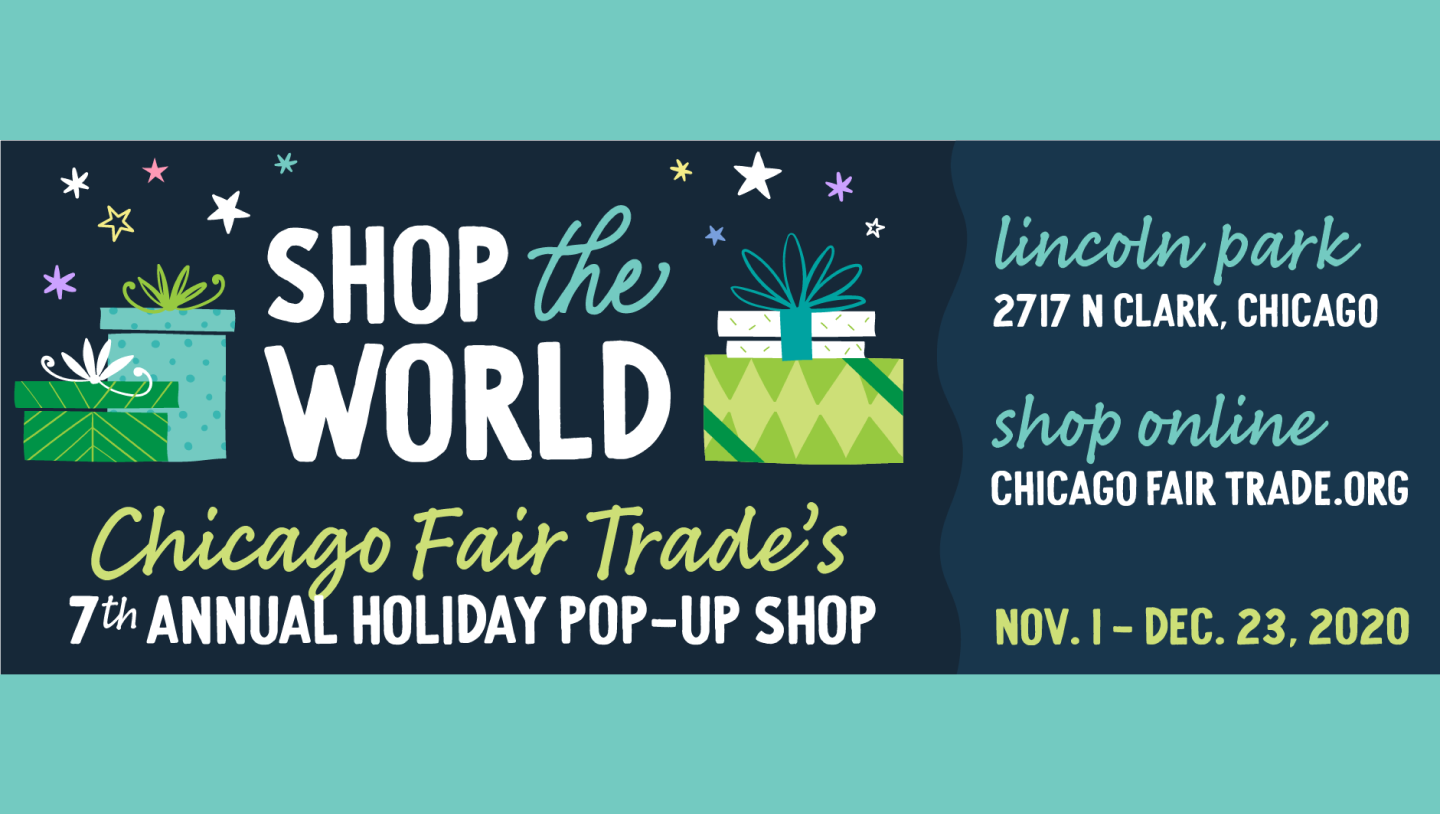 SHOP the
WORLD
Chicago Fair Trade's
7th ANNUAL HOLIDAY POP-UP SHOP
lincoln park
2717 N CLARK, CHICAGO
shop online
CHICAGO FAIR TRADE.ORG
NOV. 1 - DEC. 23, 2020